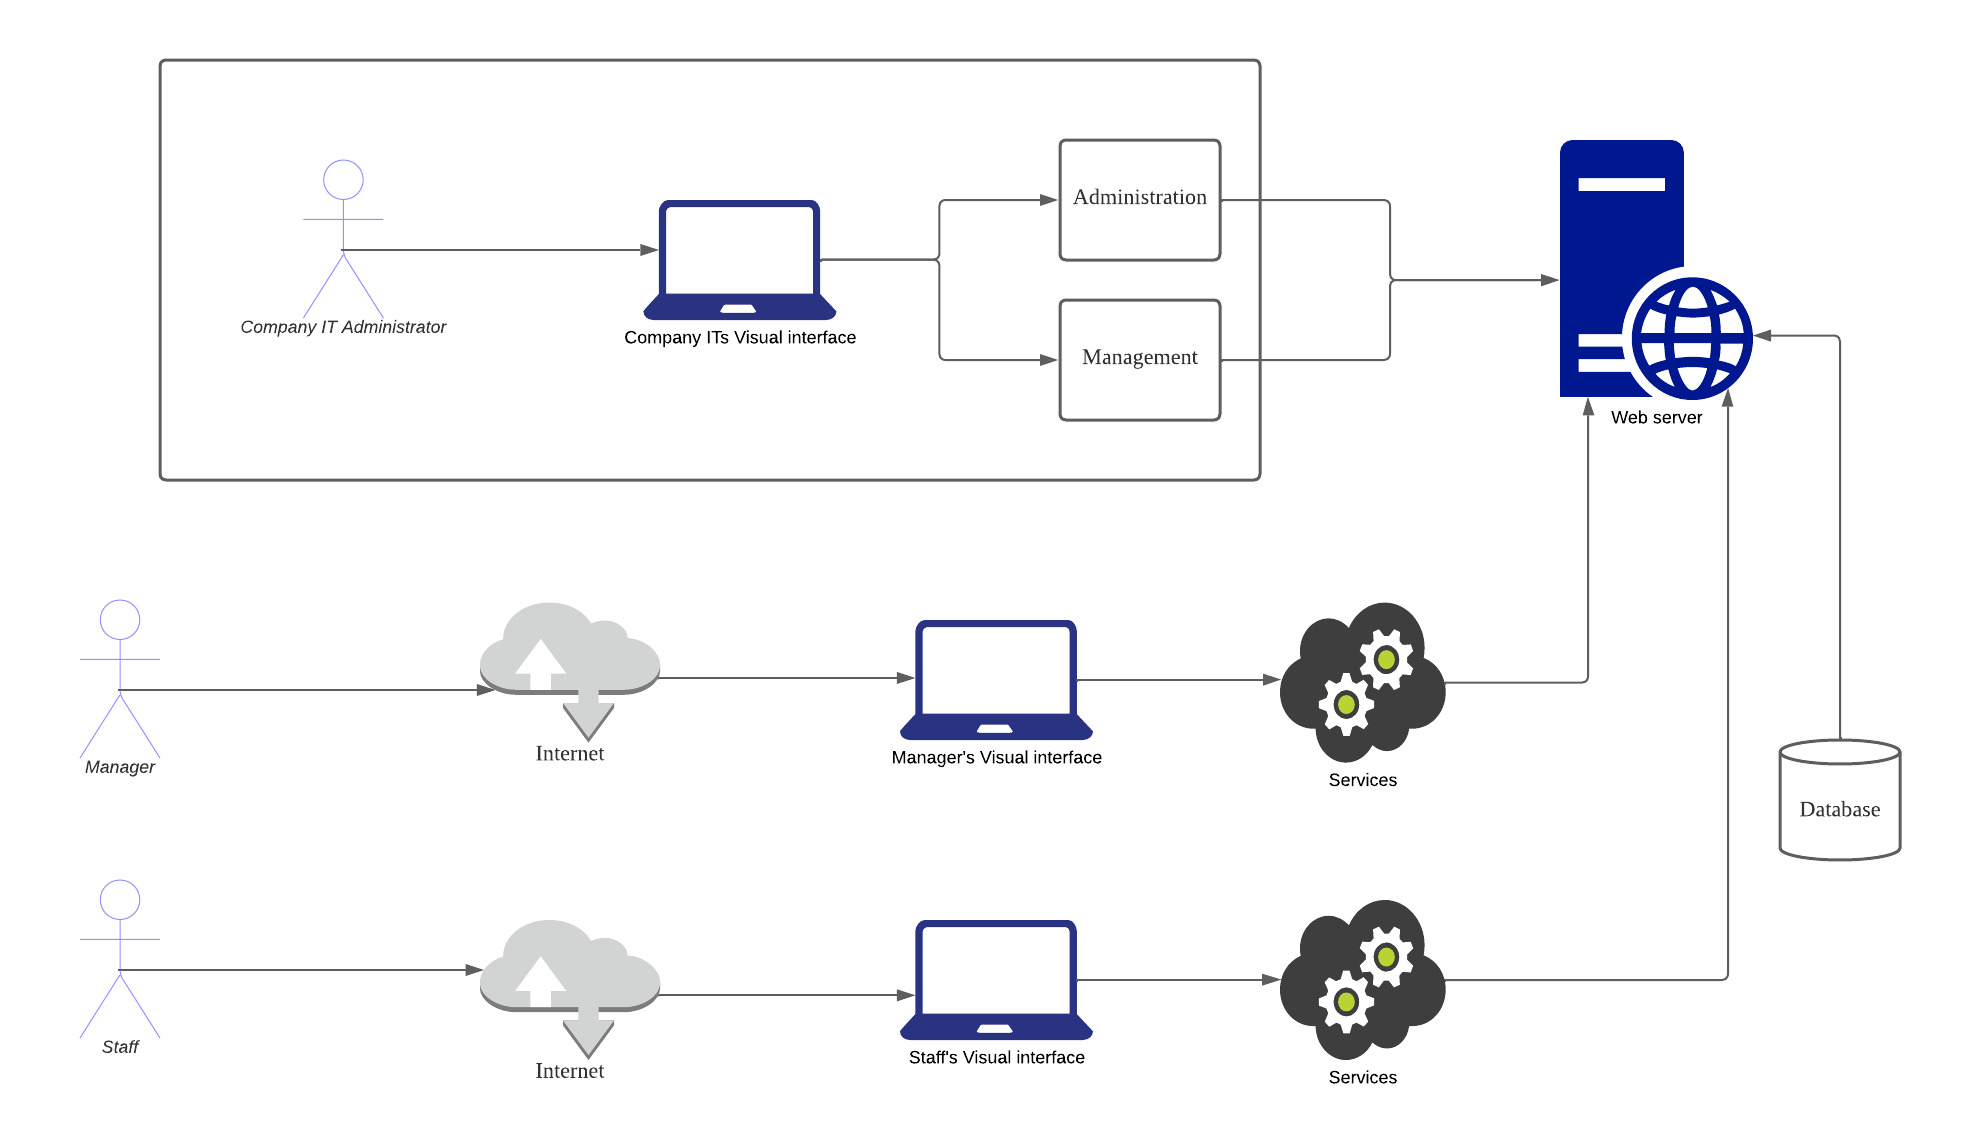 Administration
Company IT Administrator
Company ITs Visual interface
Management
Web server
Manager
Internet
Manager's Visual interface
Services
Database
Staff
Internet
Staff's Visual interface
Services